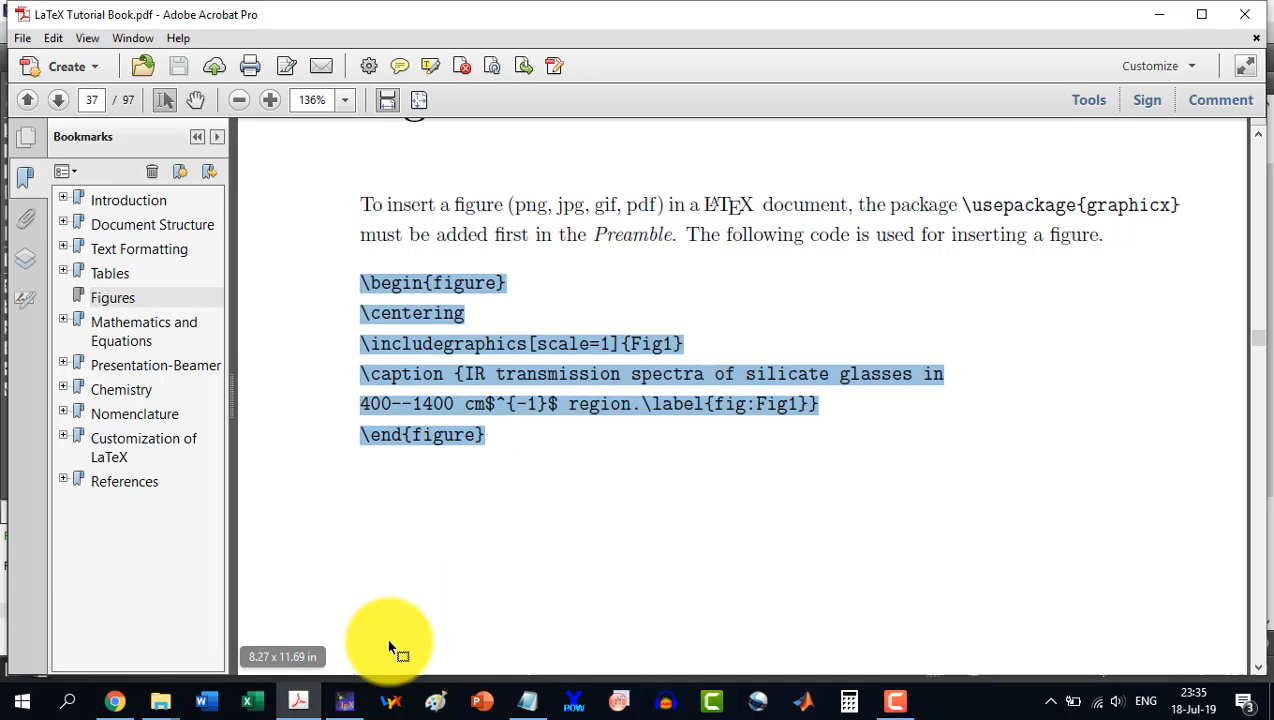 LaTeX Tutorial Book.pdf - Adobe Acrobat Pro
File Edit View Window Help
Create Customize
37 / 97 136% Tools Sign Comment
Bookmarks
Introduction
Document Structure
Text Formatting
Tables
Figures
Mathematics and
Equations
Presentation-Beamer
Chemistry
Nomenclature
Customization of
LaTeX
References
To insert a figure (png, jpg, gif, pdf) in a LATEX document, the package \usepackage{graphicx}
must be added first in the Preamble. The following code is used for inserting a figure.
\begin{figure}
\centering
\includegraphics[scale=1]{Fig1}
\caption {IR transmission spectra of silicate glasses in
400--1400 cm$^{-1}$ region.\label{fig:Fig1}}
\end{figure}
8.27 x 11.69 in
ENG
23:35
18-Jul-19
3